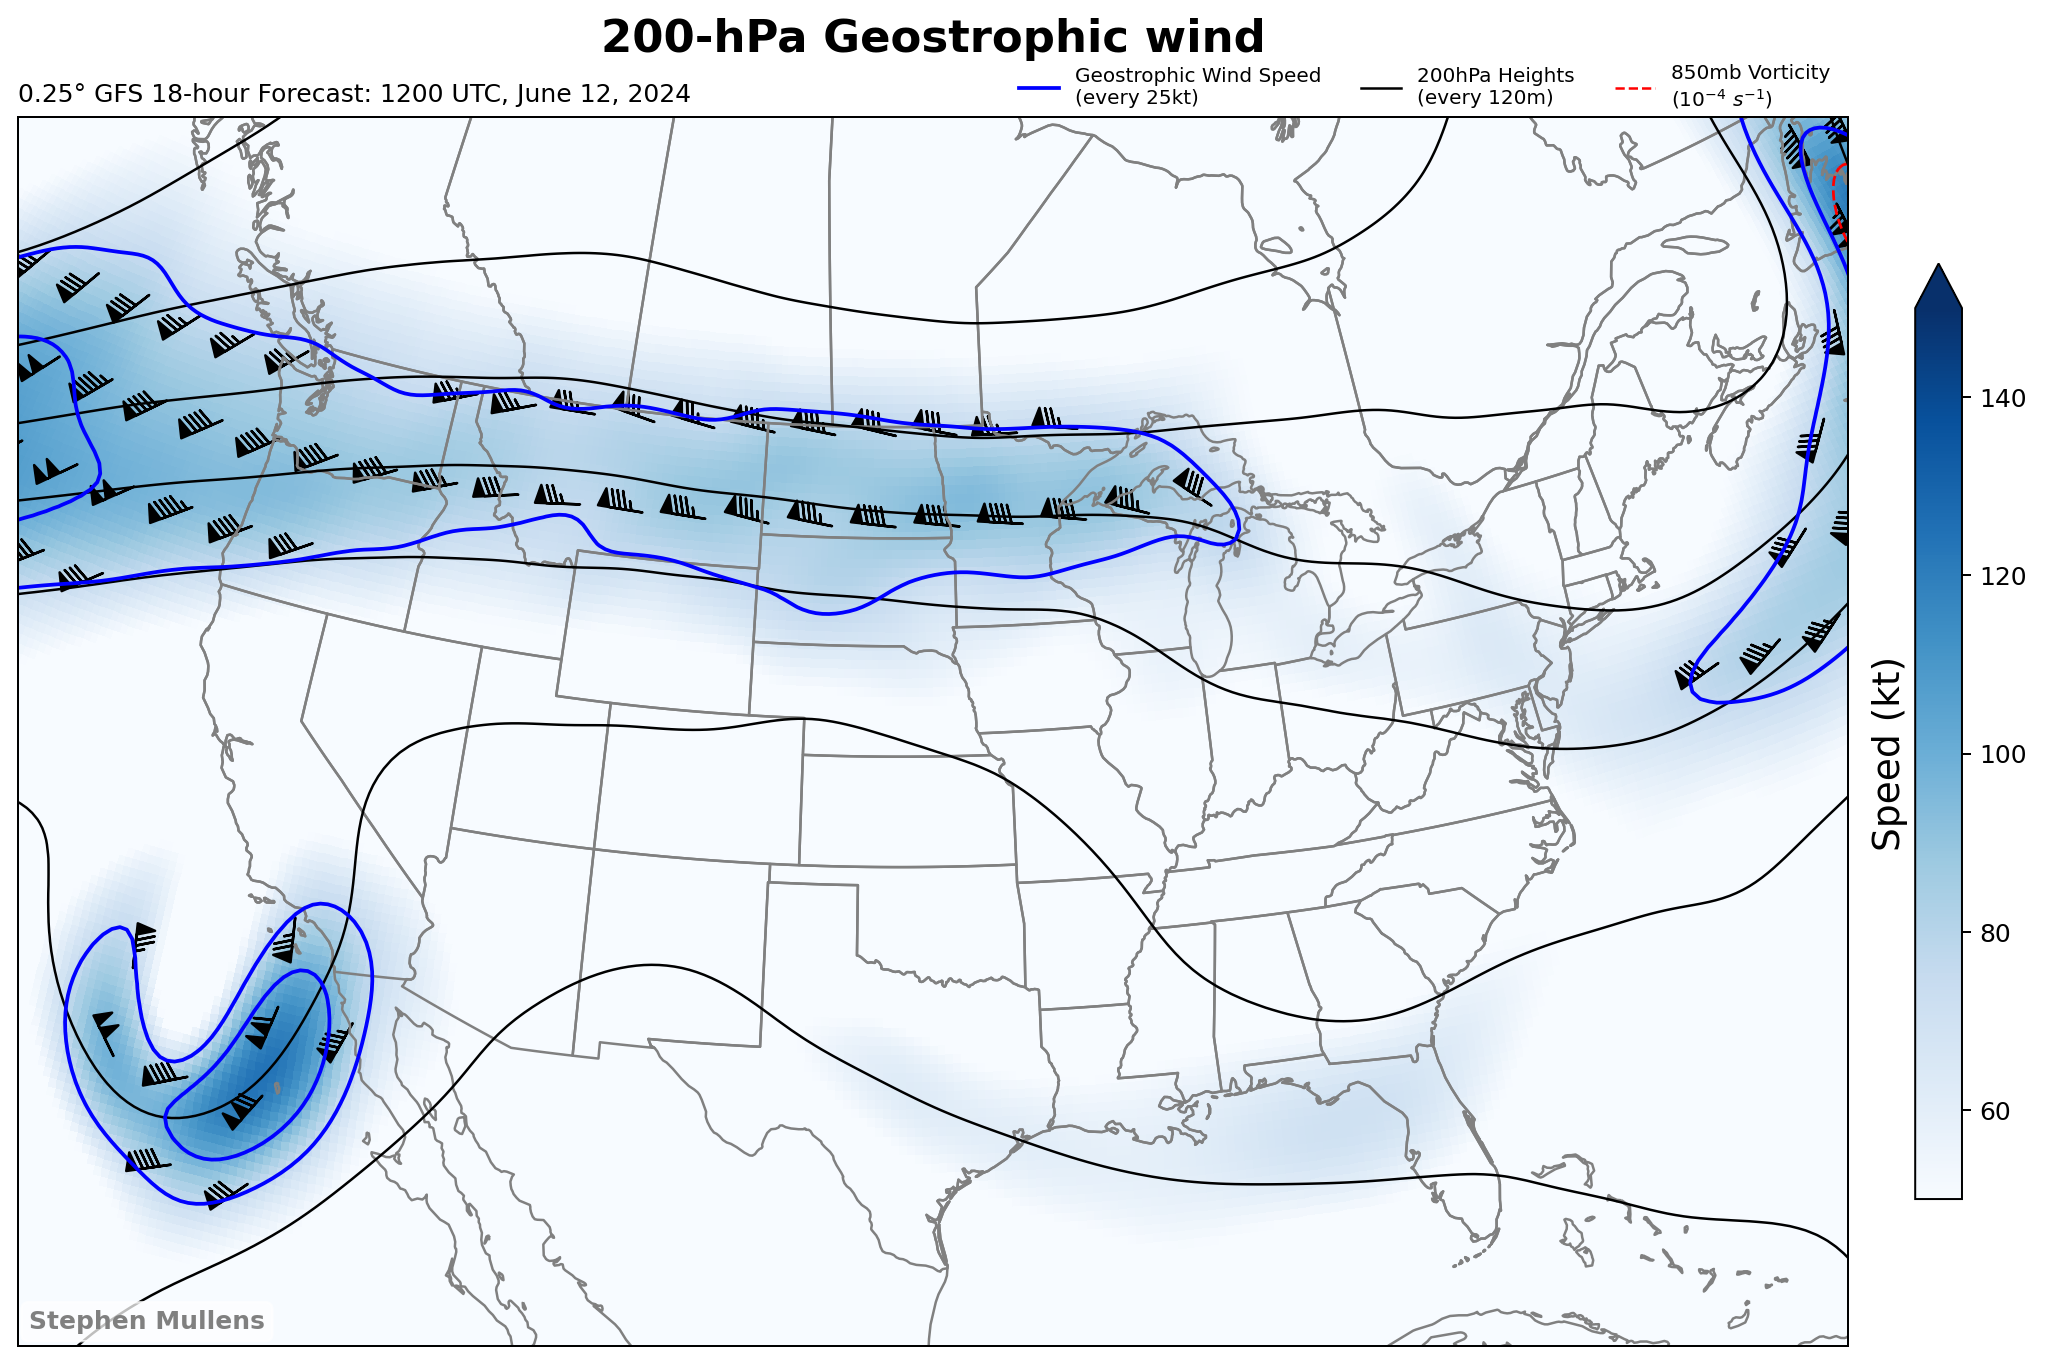 200-hPa Geostrophic wind
0.25° GFS 18-hour Forecast: 1200 UTC, June 12, 2024
Geostrophic Wind Speed
(every 25kt)
200hPa Heights
(every 120m)
850mb Vorticity
(10⁻⁴ s⁻¹)
140
120
100
80
60
Speed (kt)
Stephen Mullens